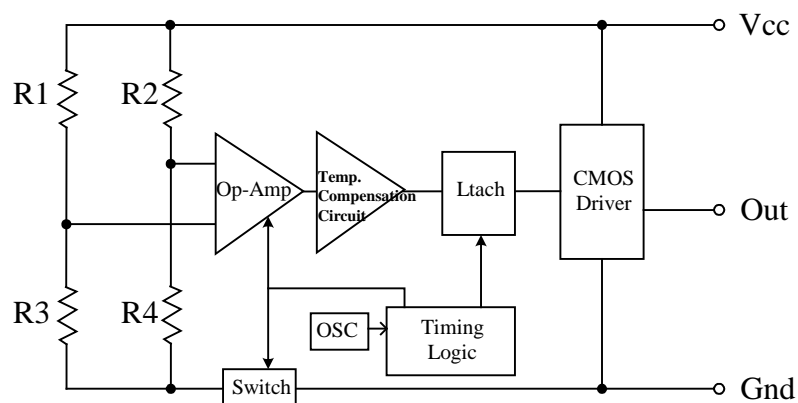 Vcc
R1
R2
Op-Amp
Temp.
Compensation
Circuit
Ltach
CMOS
Driver
Out
R3
R4
OSC
Timing
Logic
Switch
Gnd